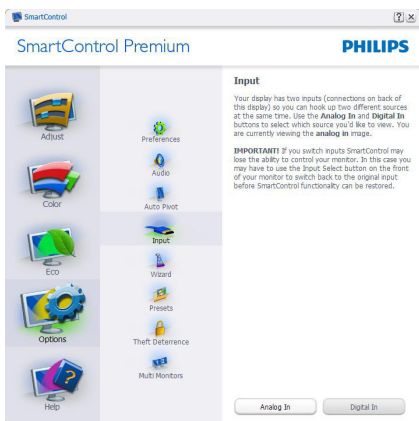 SmartControl
? ×
SmartControl Premium
PHILIPS
Adjust
Color
Eco
Options
Help
Preferences
Audio
Auto Pivot
Input
Wizard
Presets
Theft Deterrence
1 2 3
Multi Monitors
Input
Your display has two inputs (connections on back of
this display) so you can hook up two different sources
at the same time. Use the Analog In and Digital In
buttons to select which source you'd like to view. You
are currently viewing the analog in image.
IMPORTANT! If you switch inputs SmartControl may
lose the ability to control your monitor. In this case you
may have to use the Input Select button on the front
of your monitor to switch back to the original input
before SmartControl functionality can be restored.
Analog In
Digital In